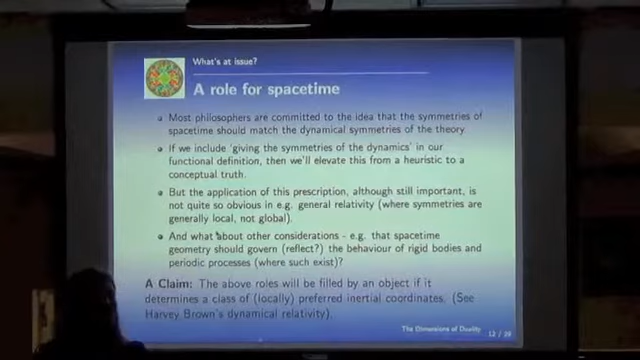 What's at issue?
A role for spacetime
Most philosophers are committed to the idea that the symmetries of
spacetime should match the dynamical symmetries of the theory.
If we include 'giving the symmetries of the dynamics' in our
functional definition, then we'll elevate this from a heuristic to a
conceptual truth.
But the application of this prescription, although still important, is
not quite so obvious in e.g. general relativity (where symmetries are
generally local, not global).
And what about other considerations - e.g. that spacetime
geometry should govern (reflect?) the behaviour of rigid bodies and
periodic processes (where such exist)?
A Claim: The above roles will be filled by an object if it
determines a class of (locally) preferred inertial coordinates. (See
Harvey Brown's dynamical relativity).
The Dimensions of Duality
12 / 39